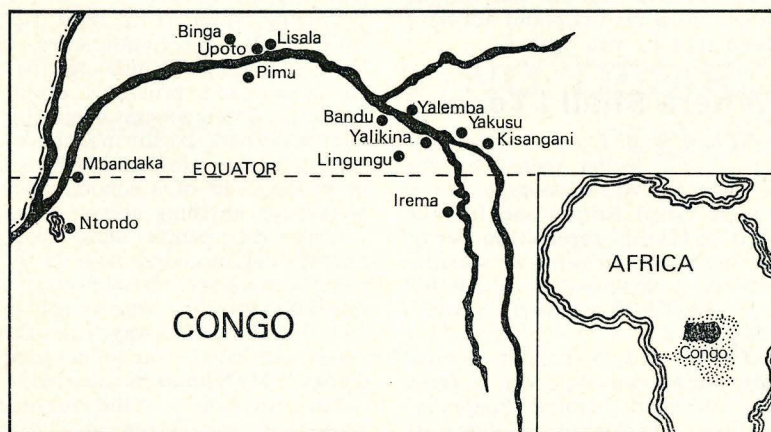 Binga
Lisala
Upoto
Pimu
Yalemba
Bandu
Yakusu
Yalikina
Kisangani
Lingungu
Mbandaka
EQUATOR
Irema
Ntondo
AFRICA
CONGO
Congo